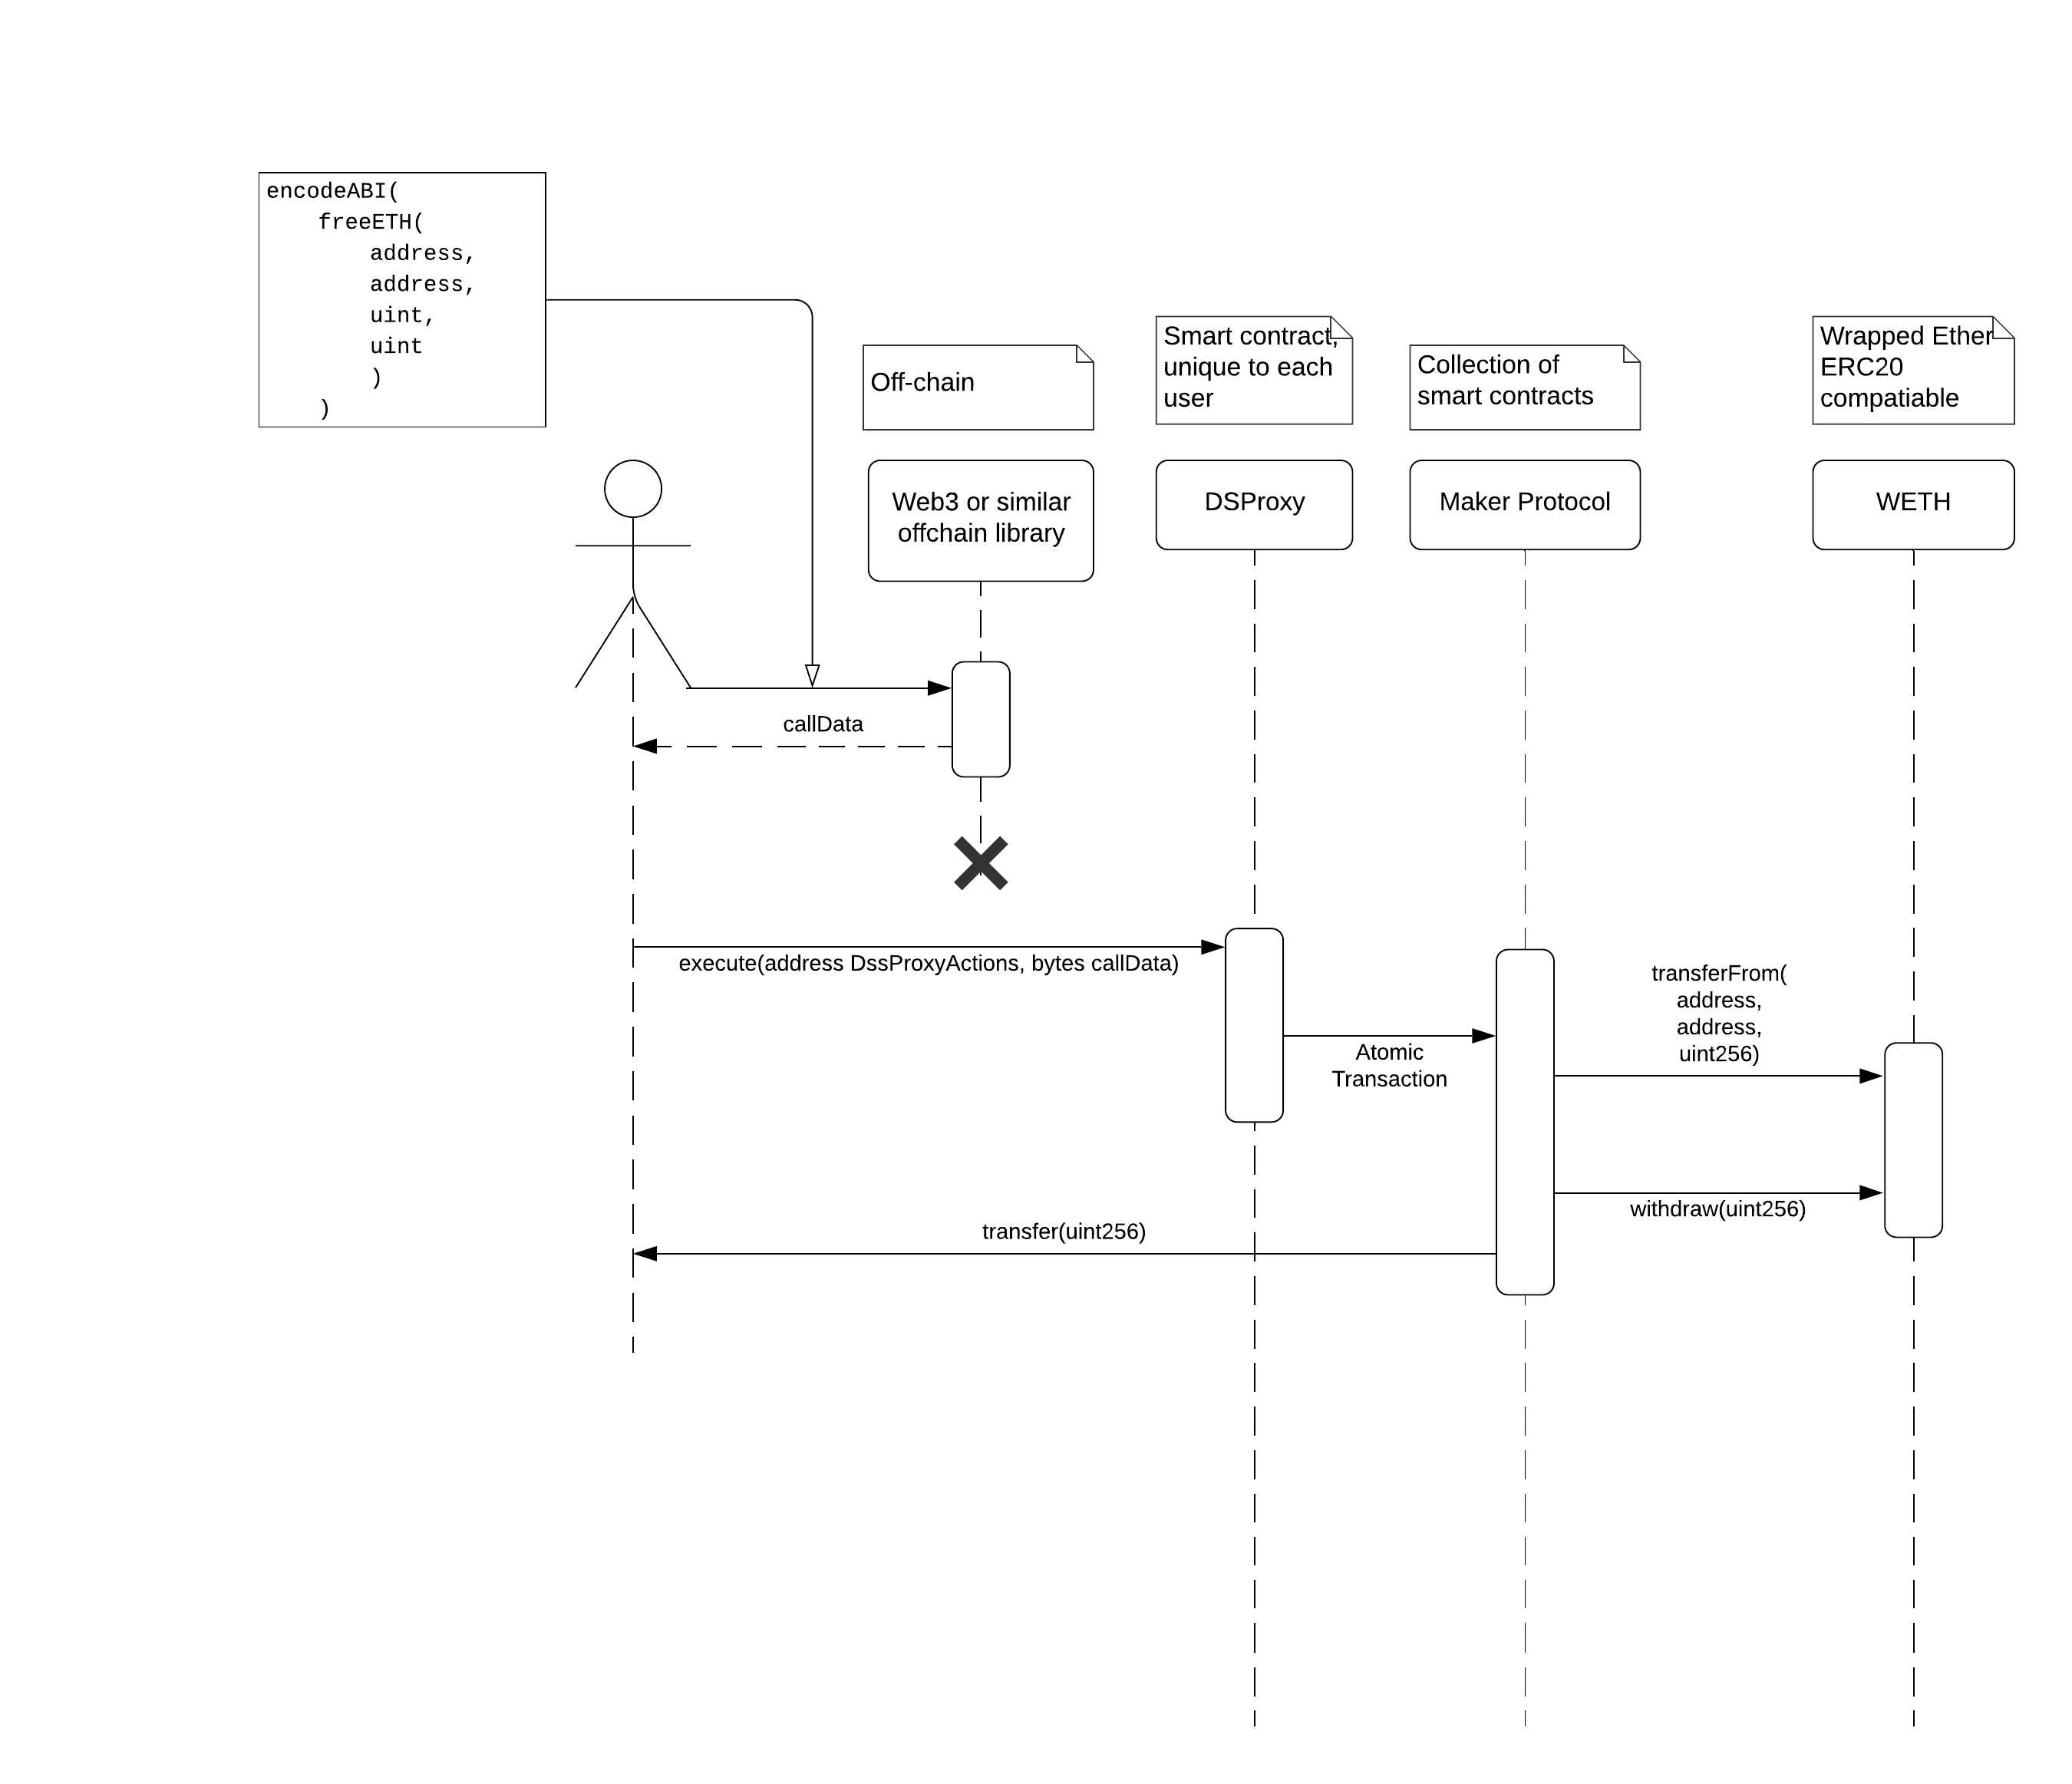 encodeABI(
    freeETH(
        address,
        address,
        uint,
        uint
        )
    )
Off-chain
Smart contract,
unique to each
user
Collection of
smart contracts
Wrapped Ether
ERC20
compatiable
Web3 or similar
offchain library
DSProxy
Maker Protocol
WETH
callData
execute(address DssProxyActions, bytes callData)
Atomic
Transaction
transferFrom(
address,
address,
uint256)
withdraw(uint256)
transfer(uint256)